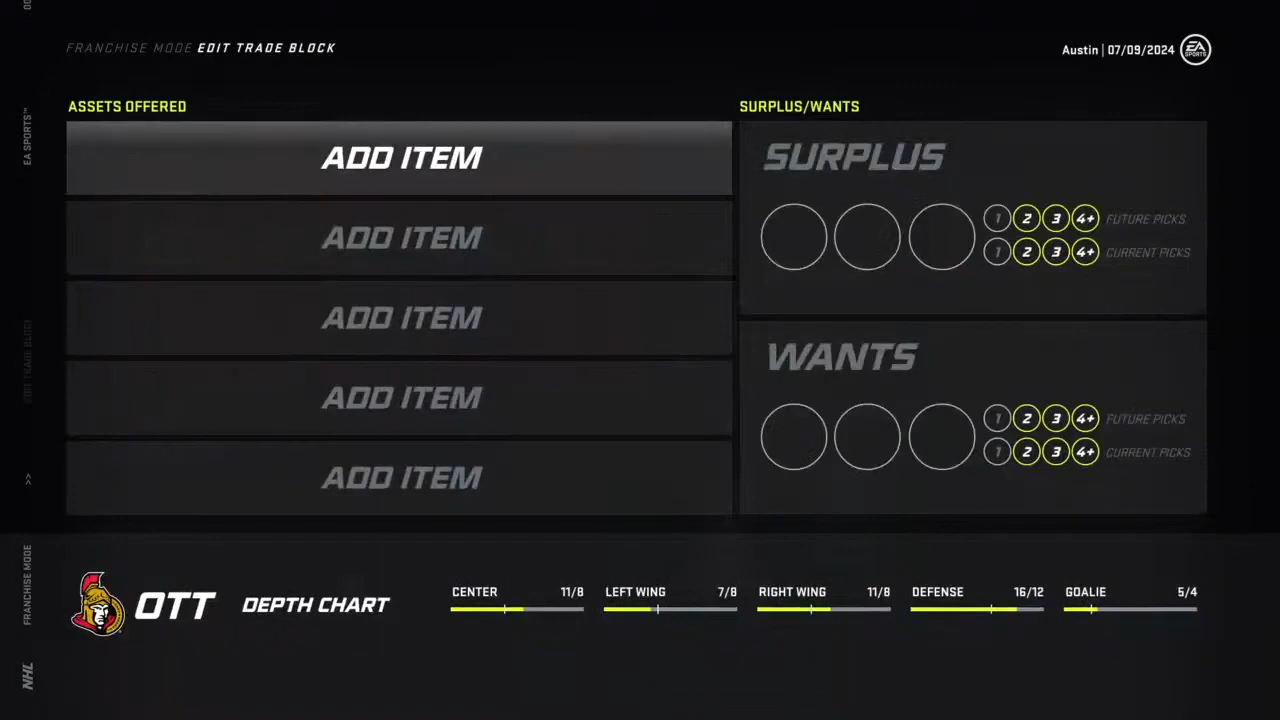 FRANCHISE MODE EDIT TRADE BLOCK
Austin | 07/09/2024
EA SPORTS
ASSETS OFFERED
ADD ITEM
ADD ITEM
ADD ITEM
ADD ITEM
ADD ITEM
SURPLUS/WANTS
SURPLUS
1 2 3 4+ FUTURE PICKS
1 2 3 4+ CURRENT PICKS
WANTS
1 2 3 4+ FUTURE PICKS
1 2 3 4+ CURRENT PICKS
OTT DEPTH CHART
CENTER 11/8
LEFT WING 7/8
RIGHT WING 11/8
DEFENSE 16/12
GOALIE 5/4
NHL FRANCHISE MODE >> EDIT TRADE BLOCK EA SPORTS™